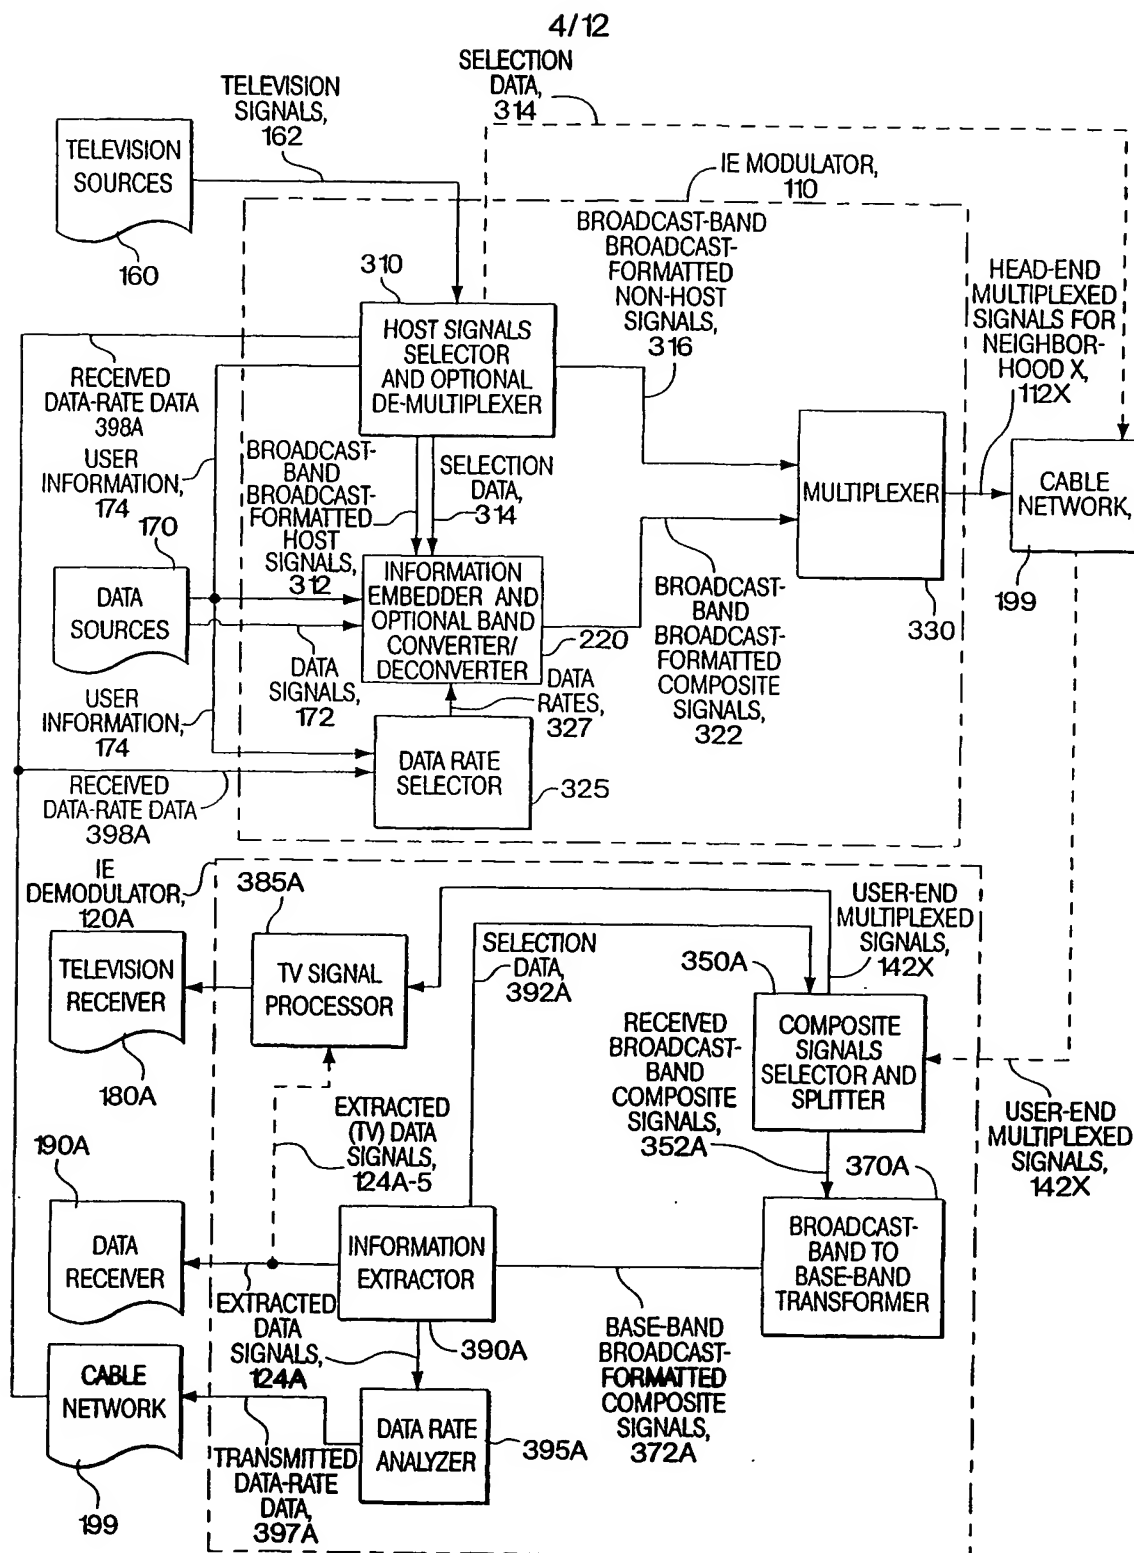 4/12
SELECTION
DATA,
314
TELEVISION
SIGNALS,
162
TELEVISION
SOURCES
160
IE MODULATOR,
110
BROADCAST-BAND
BROADCAST-
FORMATTED
NON-HOST
SIGNALS,
316
310
HOST SIGNALS
SELECTOR
AND OPTIONAL
DE-MULTIPLEXER
HEAD-END
MULTIPLEXED
SIGNALS FOR
NEIGHBOR-
HOOD X,
112X
RECEIVED
DATA-RATE DATA
398A
USER
INFORMATION,
174
BROADCAST-
BAND
BROADCAST-
FORMATTED
HOST
SIGNALS,
312
SELECTION
DATA,
314
MULTIPLEXER
330
CABLE
NETWORK,
199
170
DATA
SOURCES
INFORMATION
EMBEDDER AND
OPTIONAL BAND
CONVERTER/
DECONVERTER
220
BROADCAST-
BAND
BROADCAST-
FORMATTED
COMPOSITE
SIGNALS,
322
DATA
SIGNALS,
172
DATA
RATES,
327
USER
INFORMATION,
174
DATA RATE
SELECTOR
325
RECEIVED
DATA-RATE DATA
398A
IE
DEMODULATOR,
120A
385A
TV SIGNAL
PROCESSOR
TELEVISION
RECEIVER
180A
SELECTION
DATA,
392A
USER-END
MULTIPLEXED
SIGNALS,
142X
350A
COMPOSITE
SIGNALS
SELECTOR AND
SPLITTER
RECEIVED
BROADCAST-
BAND
COMPOSITE
SIGNALS,
352A
USER-END
MULTIPLEXED
SIGNALS,
142X
EXTRACTED
(TV) DATA
SIGNALS,
124A-5
190A
DATA
RECEIVER
INFORMATION
EXTRACTOR
390A
370A
BROADCAST-
BAND TO
BASE-BAND
TRANSFORMER
EXTRACTED
DATA
SIGNALS,
124A
BASE-BAND
BROADCAST-
FORMATTED
COMPOSITE
SIGNALS,
372A
CABLE
NETWORK
199
DATA RATE
ANALYZER
395A
TRANSMITTED
DATA-RATE
DATA,
397A